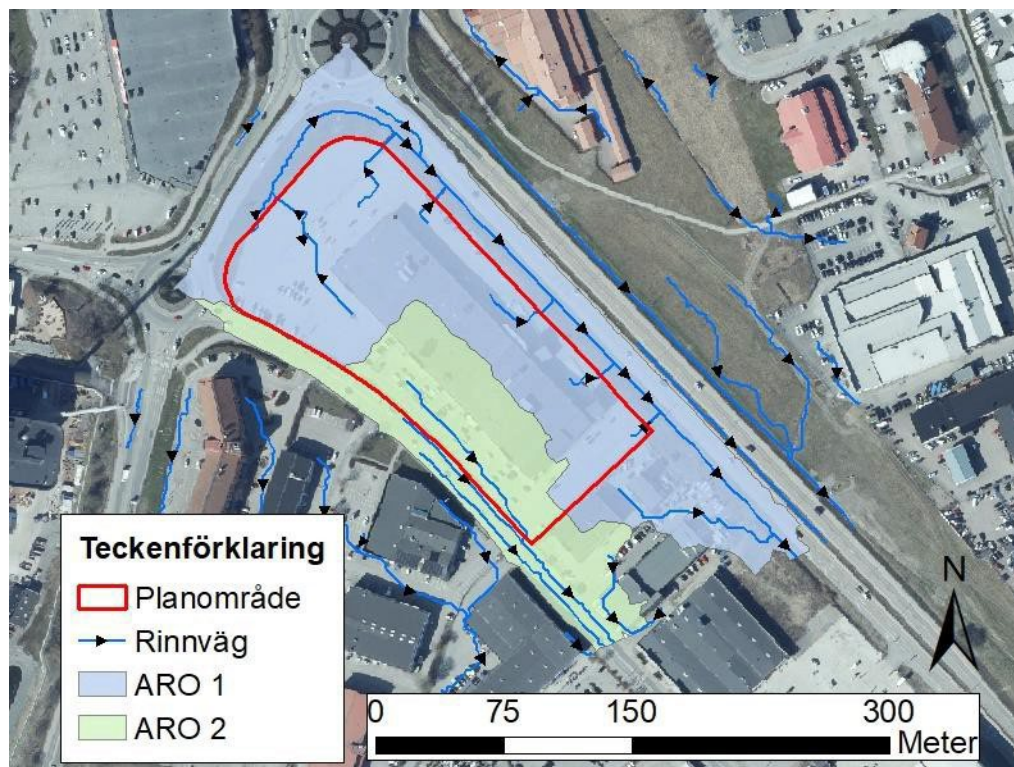 Teckenförklaring
Planområde
Rinnväg
ARO 1
ARO 2
N
0 75 150 300
Meter